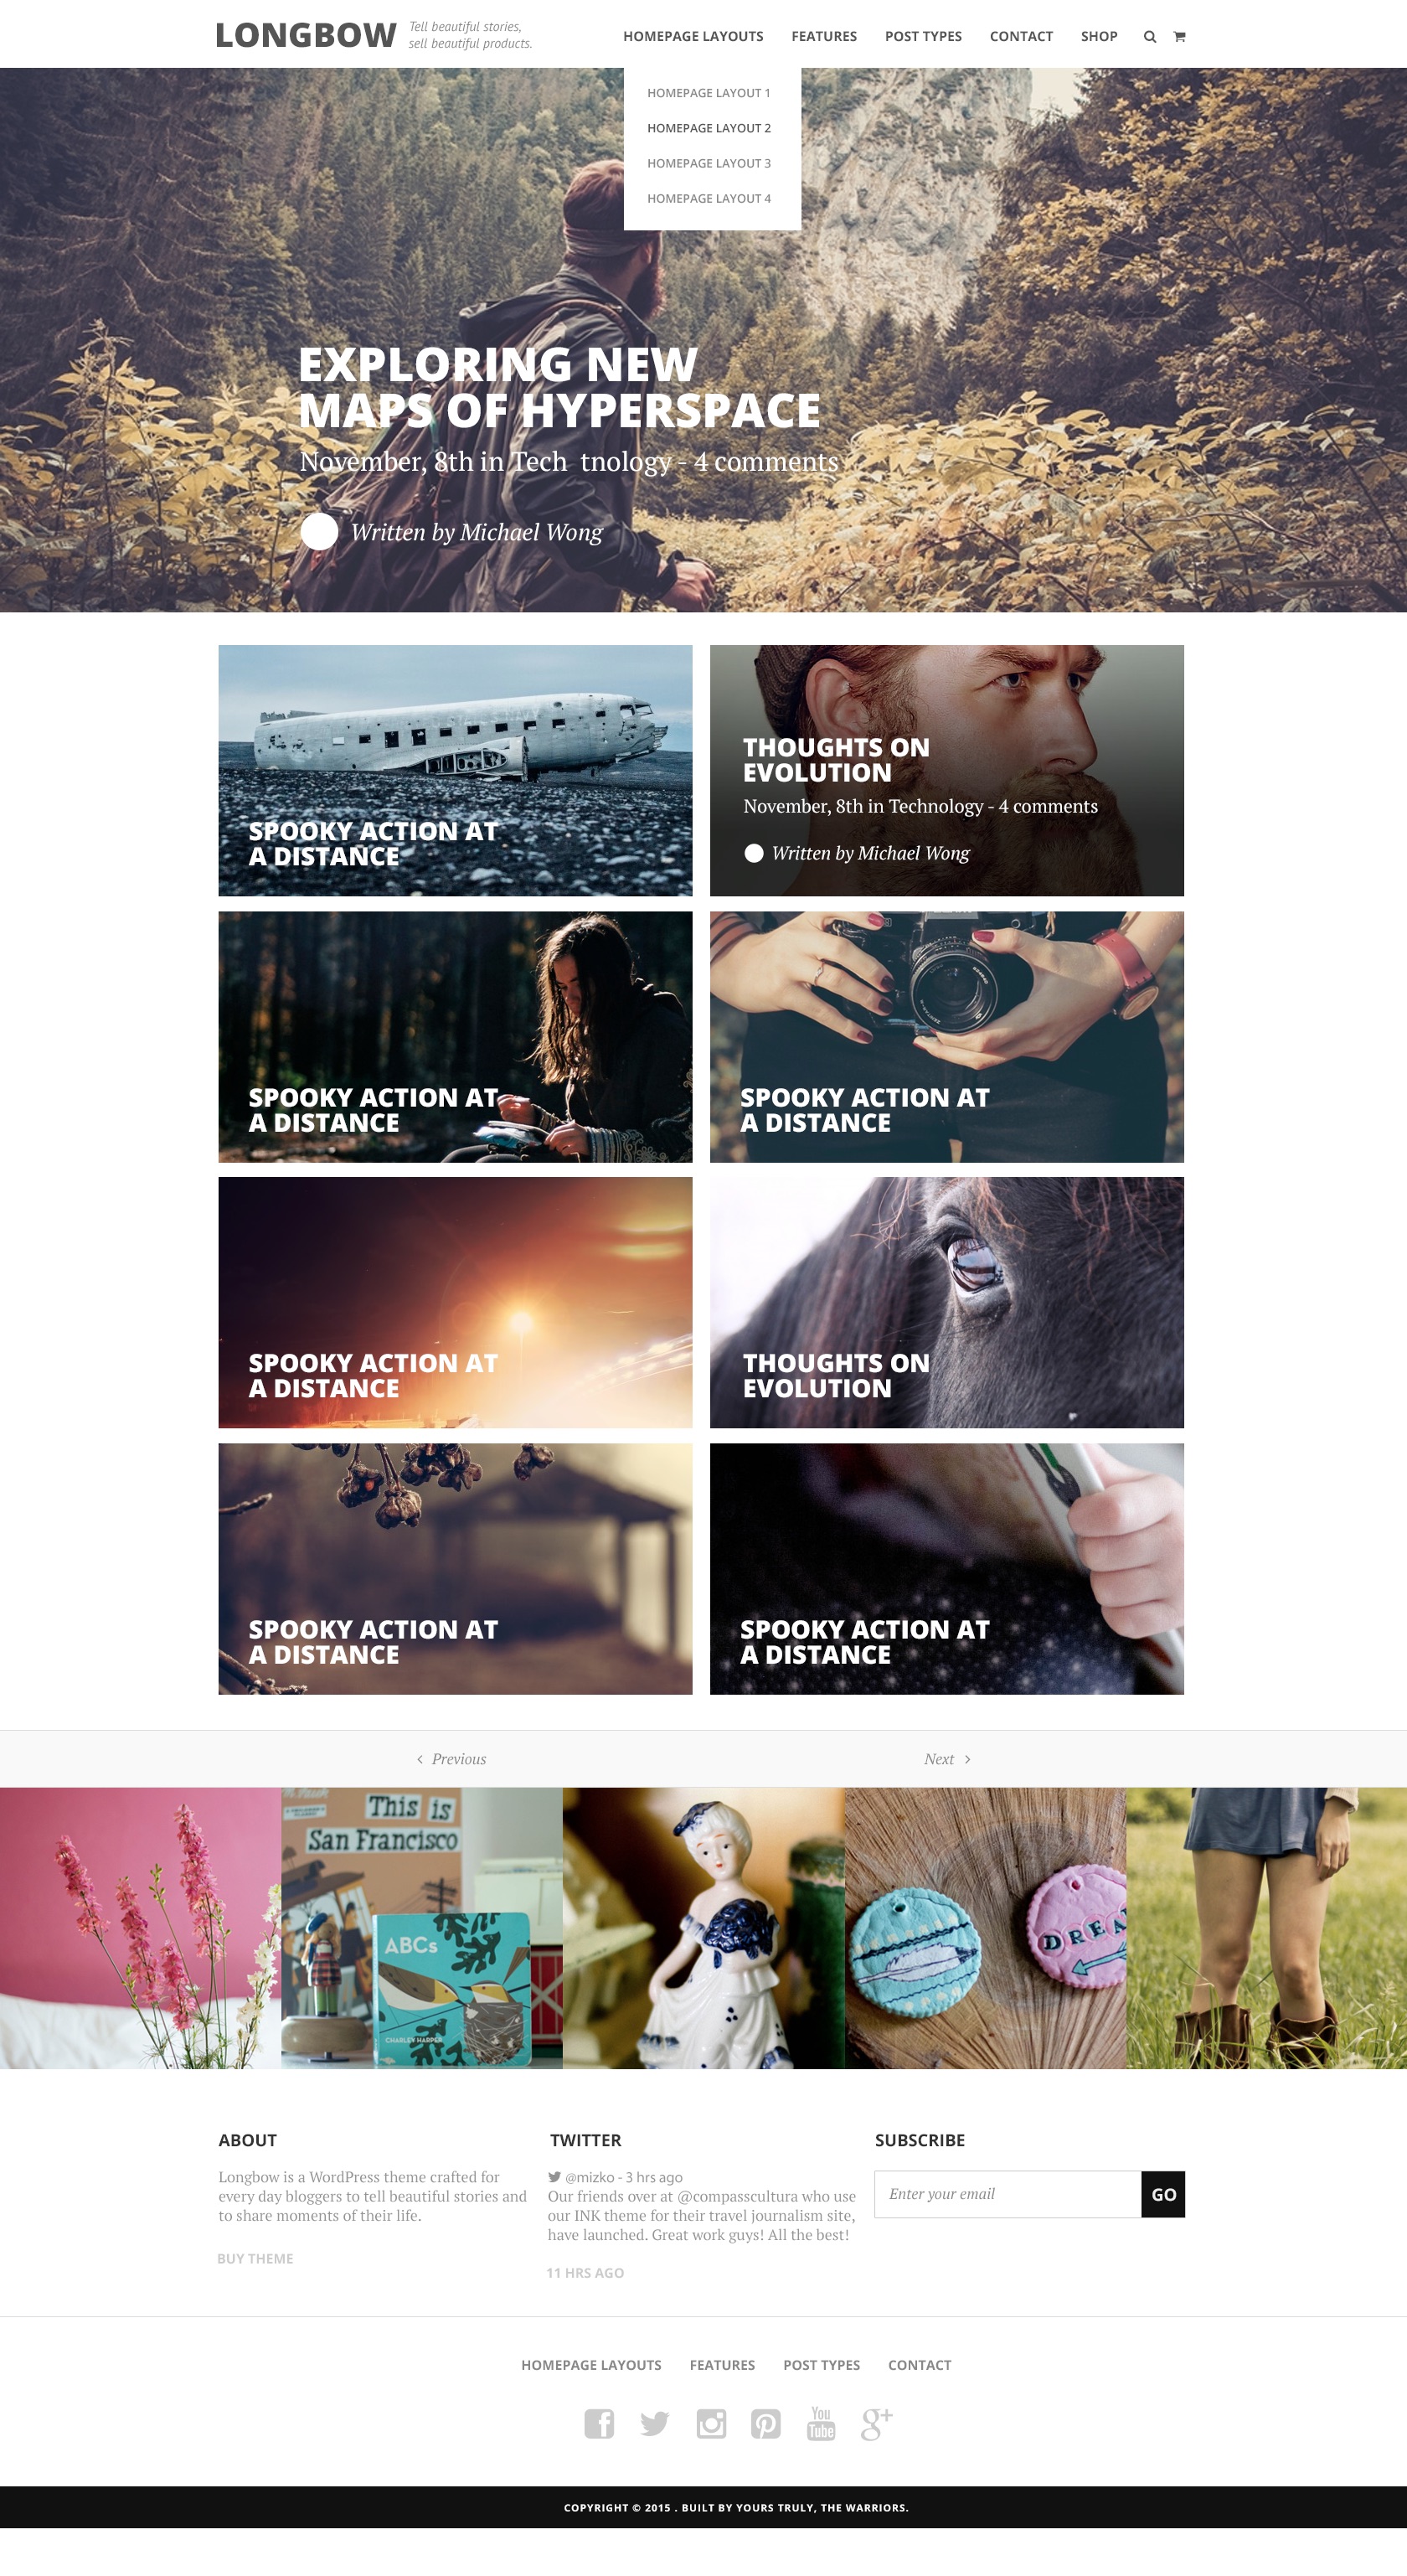 LONGBOW
Tell beautiful stories,
sell beautiful products.
HOMEPAGE LAYOUTS FEATURES POST TYPES CONTACT SHOP
HOMEPAGE LAYOUT 1
HOMEPAGE LAYOUT 2
HOMEPAGE LAYOUT 3
HOMEPAGE LAYOUT 4
EXPLORING NEW
MAPS OF HYPERSPACE
November, 8th in Tech tnology - 4 comments
Written by Michael Wong
SPOOKY ACTION AT
A DISTANCE
THOUGHTS ON
EVOLUTION
November, 8th in Technology - 4 comments
Written by Michael Wong
SPOOKY ACTION AT
A DISTANCE
SPOOKY ACTION AT
A DISTANCE
SPOOKY ACTION AT
A DISTANCE
THOUGHTS ON
EVOLUTION
SPOOKY ACTION AT
A DISTANCE
SPOOKY ACTION AT
A DISTANCE
Previous
Next
This is
San Francisco
ABCs
CHARLEY HARPER
DREA
ABOUT
Longbow is a WordPress theme crafted for
every day bloggers to tell beautiful stories and
to share moments of their life.
BUY THEME
TWITTER
@mizko - 3 hrs ago
Our friends over at @compasscultura who use
our INK theme for their travel journalism site,
have launched. Great work guys! All the best!
11 HRS AGO
SUBSCRIBE
Enter your email
GO
HOMEPAGE LAYOUTS FEATURES POST TYPES CONTACT
You
Tube
g+
COPYRIGHT © 2015 . BUILT BY YOURS TRULY, THE WARRIORS.